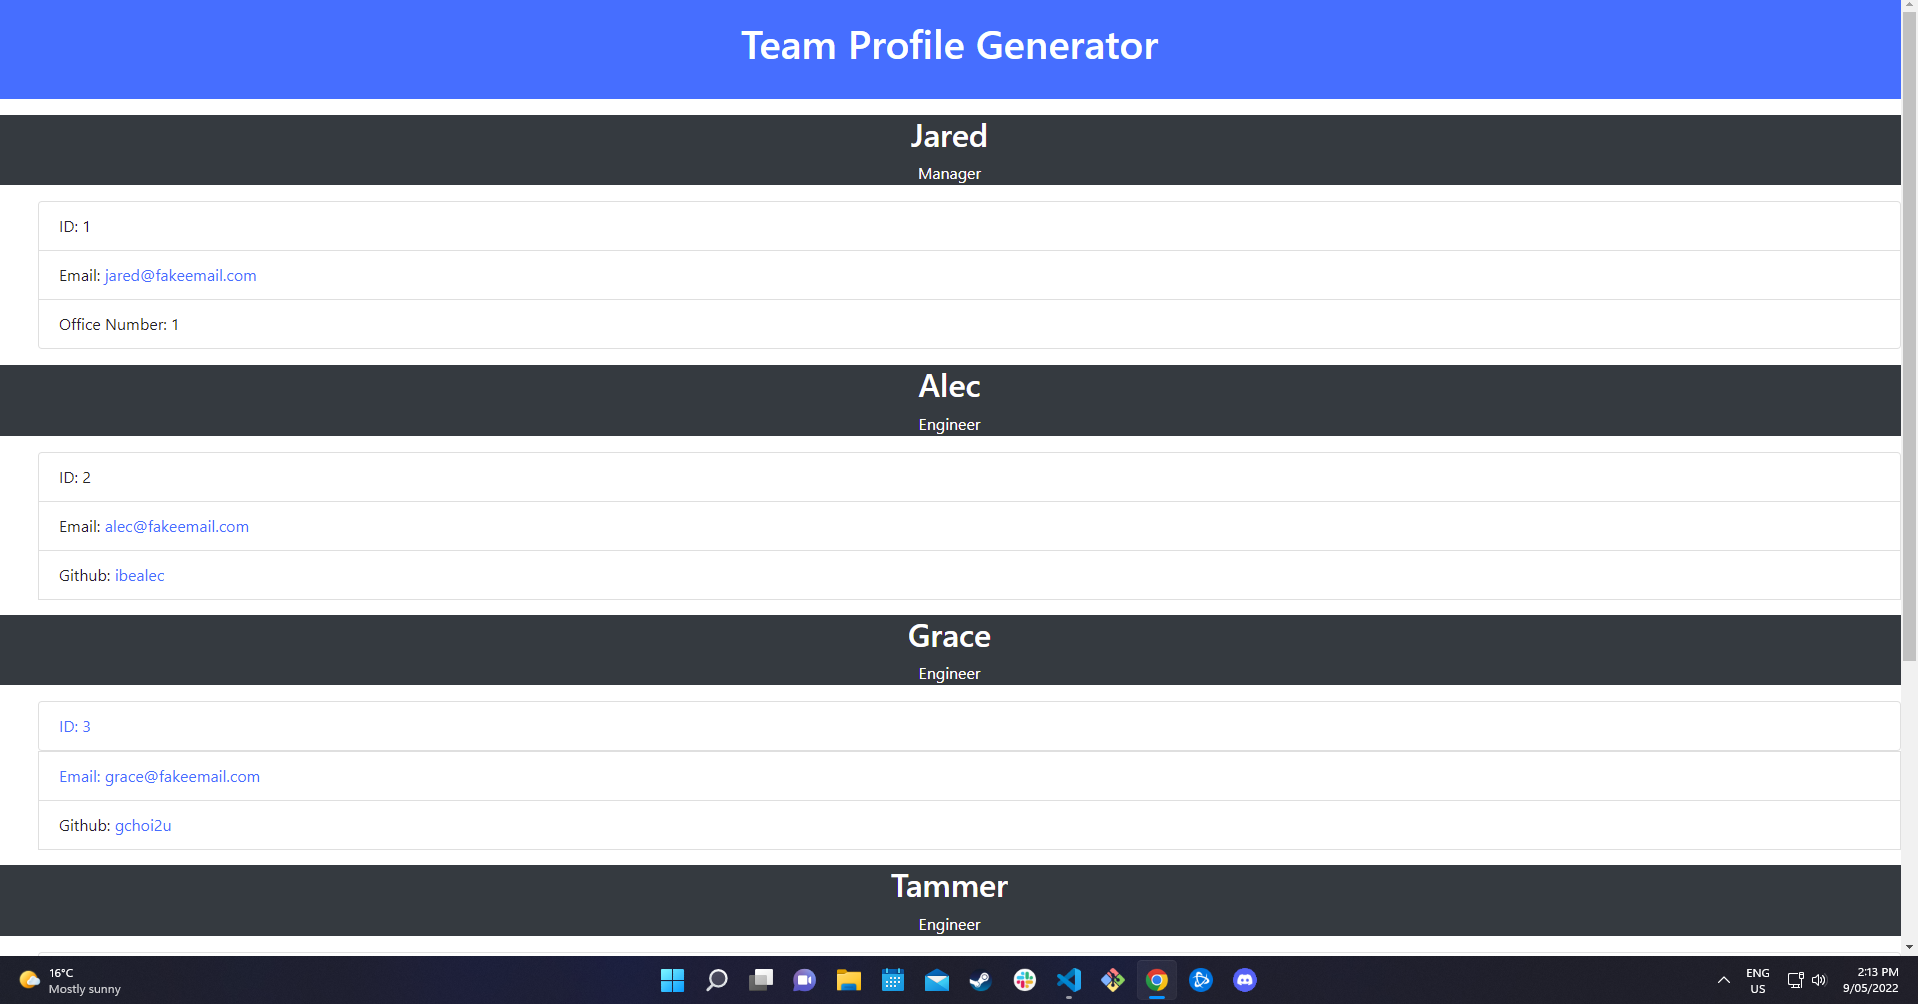 Team Profile Generator
Jared
Manager
ID: 1
Email: jared@fakeemail.com
Office Number: 1
Alec
Engineer
ID: 2
Email: alec@fakeemail.com
Github: ibealec
Grace
Engineer
ID: 3
Email: grace@fakeemail.com
Github: gchoi2u
Tammer
Engineer
16°C
Mostly sunny
ENG
US
2:13 PM
9/05/2022